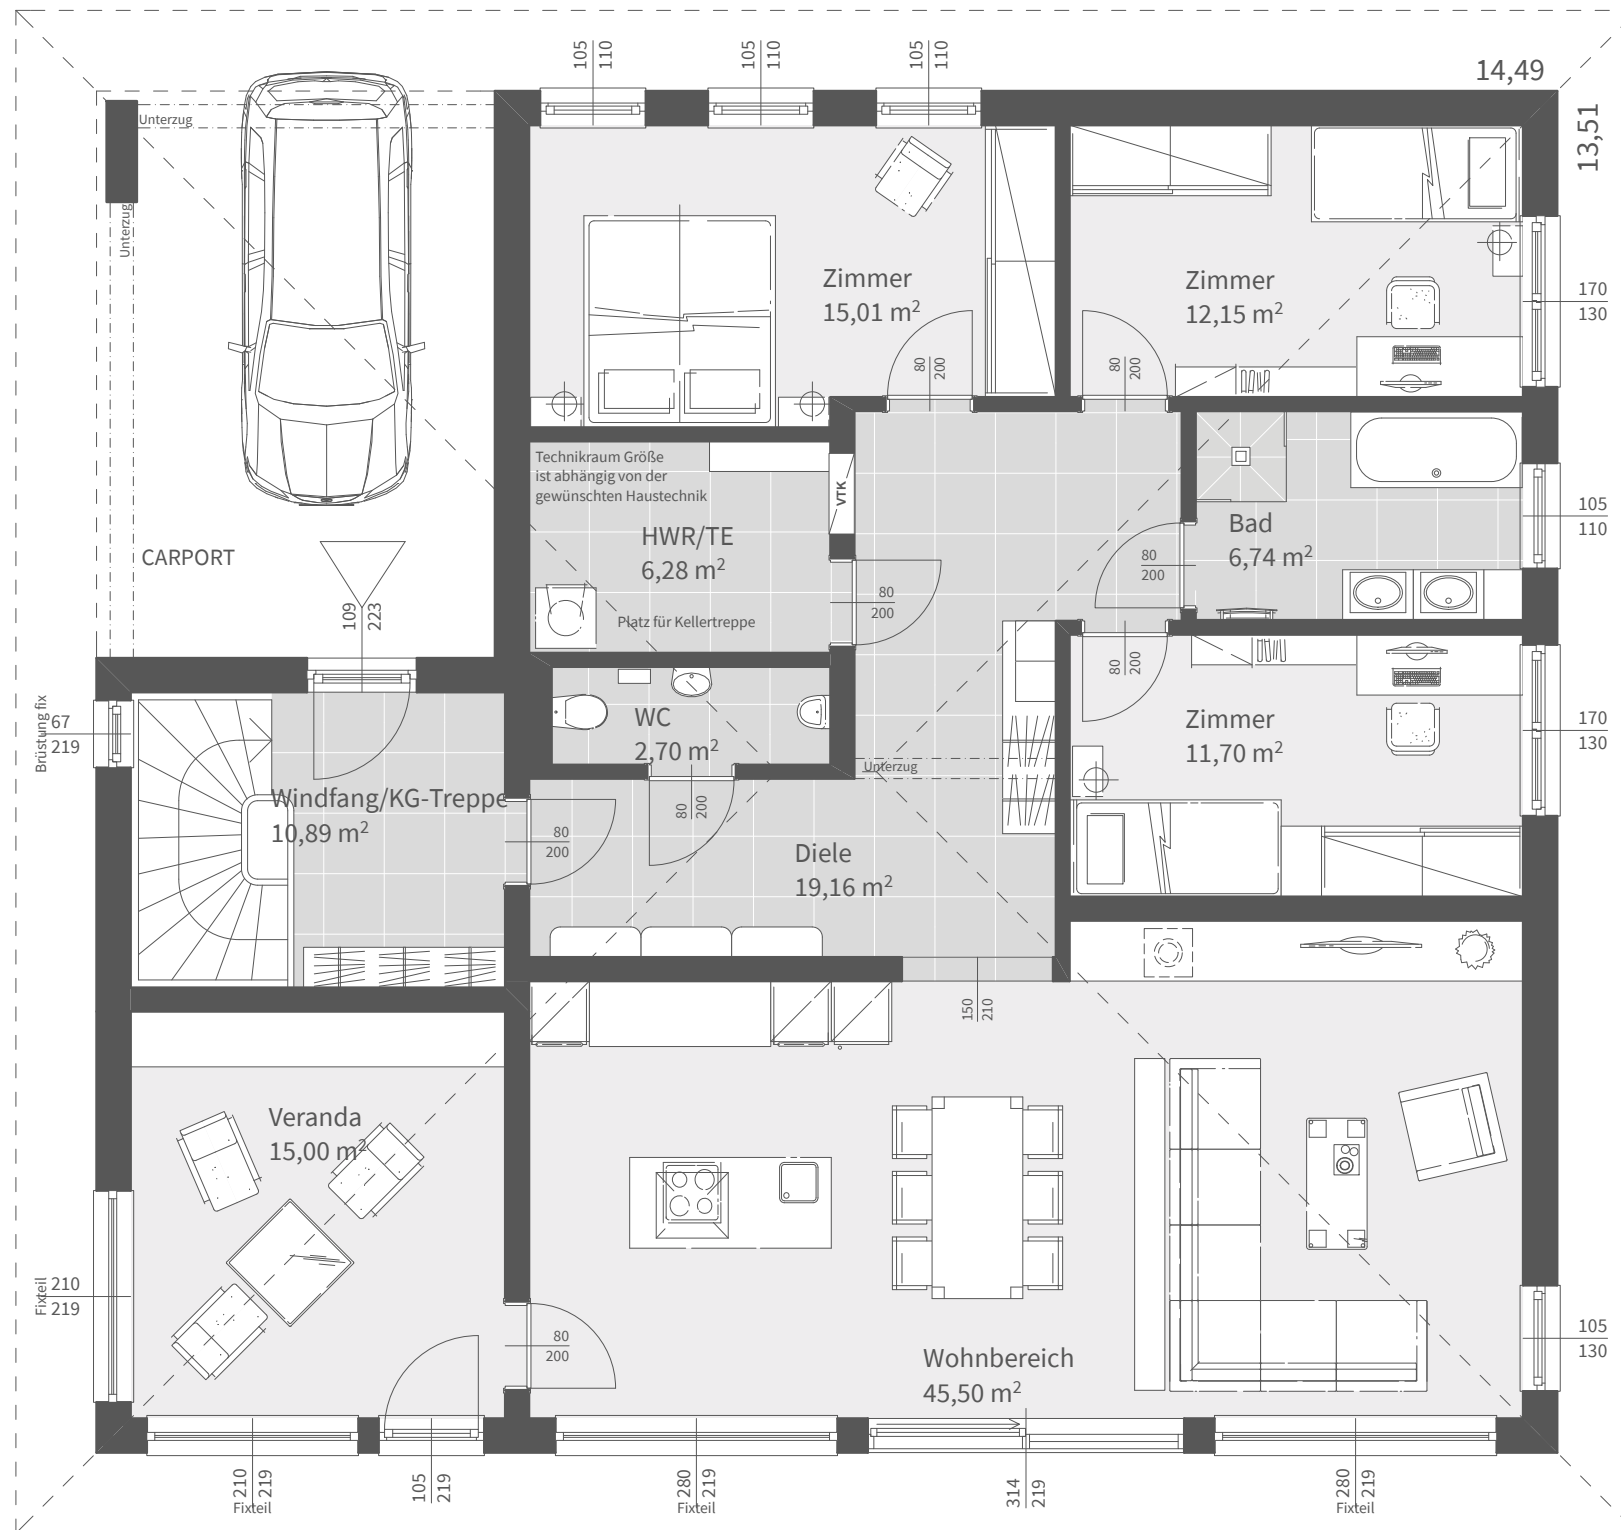 105
110
105
110
105
110
14,49
13,51
Unterzug
Unterzug
Zimmer
15,01 m²
Zimmer
12,15 m²
170
130
80
200
80
200
Technikraum Größe
ist abhängig von der
gewünschten Haustechnik
VTK
HWR/TE
6,28 m²
Bad
6,74 m²
105
110
CARPORT
109
223
80
200
80
200
Platz für Kellertreppe
80
200
Brüstung fix
67
219
WC
2,70 m²
Zimmer
11,70 m²
170
130
Unterzug
Windfang/KG-Treppe
10,89 m²
80
200
80
200
Diele
19,16 m²
150
210
Veranda
15,00 m²
Fixteil
210
219
80
200
Wohnbereich
45,50 m²
105
130
210
219
Fixteil
105
219
280
219
Fixteil
314
219
280
219
Fixteil